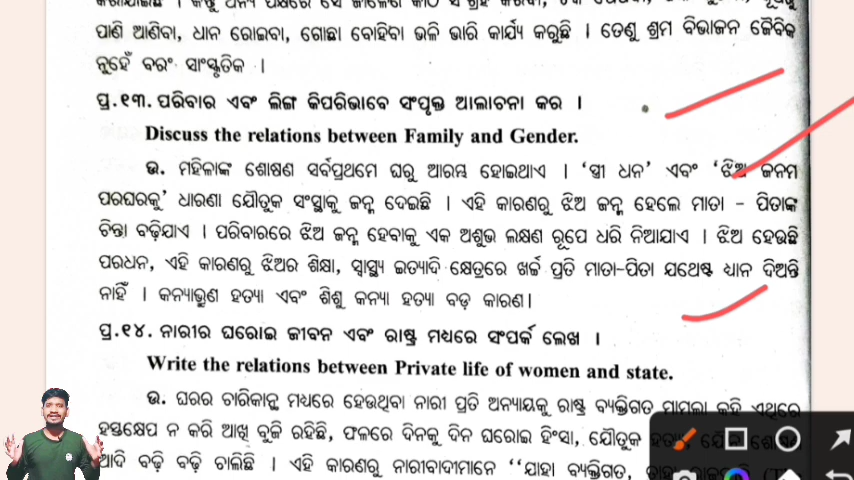 ପାଣି ଆଣିବା, ଧାନ ରୋଇବା, ଗୋଛା ବୋହିବା ଭଳି ଭାରି କାର୍ଯ୍ୟ କରୁଛି । ତେଣୁ ଶ୍ରମ ବିଭାଜନ ଜୈବିକ
ନୁହେଁ ବରଂ ସାଂସ୍କୃତିକ ।
ପ୍ର.୧୩. ପରିବାର ଏବଂ ଲିଙ୍ଗ କିପରିଭାବେ ସଂପୃକ୍ତ ଆଲୋଚନା କର ।
Discuss the relations between Family and Gender.
ଉ. ମହିଳାଙ୍କ ଶୋଷଣ ସର୍ବପ୍ରଥମେ ଘରୁ ଆରମ୍ଭ ହୋଇଥାଏ । ‘ସ୍ତ୍ରୀ ଧନ’ ଏବଂ ‘ଝିଅ ଜନମ
ପରଘରକୁ’ ଧାରଣା ଯୌତୁକ ସଂସ୍ଥାକୁ ଜନ୍ମ ଦେଇଛି । ଏହି କାରଣରୁ ଝିଅ ଜନ୍ମ ହେଲେ ମାତା – ପିତାଙ୍କ
ଚିନ୍ତା ବଢ଼ିଯାଏ । ପରିବାରରେ ଝିଅ ଜନ୍ମ ହେବାକୁ ଏକ ଅଶୁଭ ଲକ୍ଷଣ ରୂପେ ଧରି ନିଆଯାଏ । ଝିଅ ହେଉଛି
ପରଧନ, ଏହି କାରଣରୁ ଝିଅର ଶିକ୍ଷା, ସ୍ୱାସ୍ଥ୍ୟ ଇତ୍ୟାଦି କ୍ଷେତ୍ରରେ ଖର୍ଚ୍ଚ ପ୍ରତି ମାତା-ପିତା ଯଥେଷ୍ଟ ଧ୍ୟାନ ଦିଅନ୍ତି
ନାହିଁ । କନ୍ୟାଭ୍ରୁଣ ହତ୍ୟା ଏବଂ ଶିଶୁ କନ୍ୟା ହତ୍ୟା ବଡ଼ କାରଣ।
ପ୍ର.୧୪. ନାରୀର ଘରୋଇ ଜୀବନ ଏବଂ ରାଷ୍ଟ୍ର ମଧ୍ୟରେ ସଂପର୍କ ଲେଖ ।
Write the relations between Private life of women and state.
ଉ. ଘରର ଚାରିକାନ୍ଥ ମଧ୍ୟରେ ହେଉଥିବା ନାରୀ ପ୍ରତି ଅନ୍ୟାୟକୁ ରାଷ୍ଟ୍ର ବ୍ୟକ୍ତିଗତ ମାମଲା କହି ଏଥିରେ
ହସ୍ତକ୍ଷେପ ନ କରି ଆଖି ବୁଜି ରହିଛି, ଫଳରେ ଦିନକୁ ଦିନ ଘରୋଇ ହିଂସା, ଯୌତୁକ
ଆଦି ବଢ଼ି ବଢ଼ି ଚାଲିଛି । ଏହି କାରଣରୁ ନାରୀବାଦୀମାନେ ‘‘ଯାହା ବ୍ୟକ୍ତିଗତ,